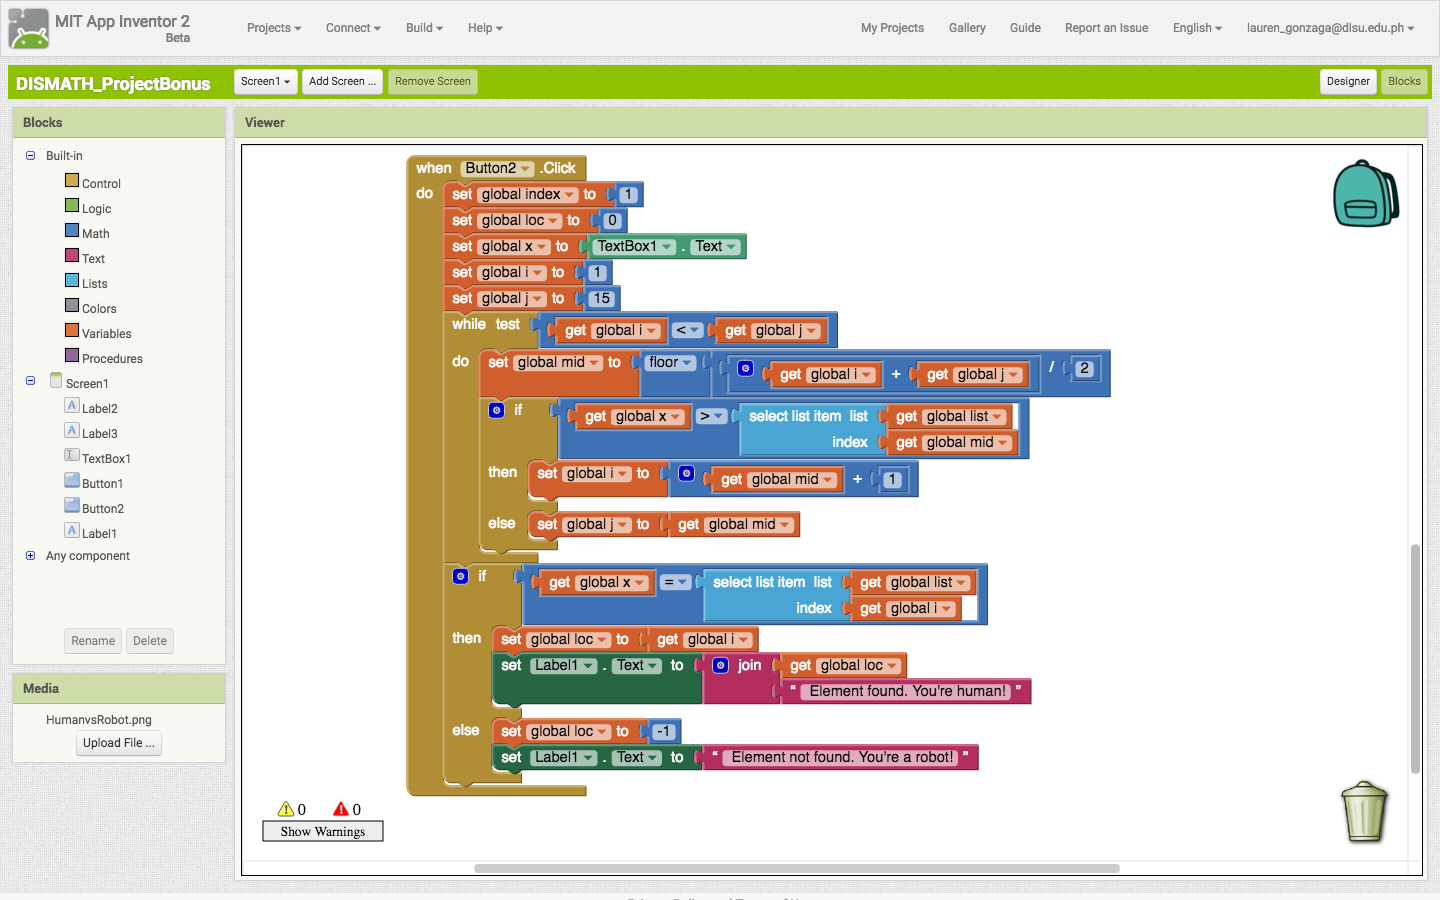 MIT App Inventor 2
Beta
Projects Connect Build Help My Projects Gallery Guide Report an Issue English lauren_gonzaga@dlsu.edu.ph
DISMATH_ProjectBonus Screen1 Add Screen ... Remove Screen Designer Blocks
Blocks
Built-in
Control
Logic
Math
Text
Lists
Colors
Variables
Procedures
Screen1
Label2
Label3
TextBox1
Button1
Button2
Label1
Any component
Rename Delete
Media
HumanvsRobot.png
Upload File ...
Viewer
when Button2 .Click
do set global index to 1
set global loc to 0
set global x to TextBox1 . Text
set global i to 1
set global j to 15
while test get global i < get global j
do set global mid to floor get global i + get global j / 2
if get global x > select list item list get global list
index get global mid
then set global i to get global mid + 1
else set global j to get global mid
if get global x = select list item list get global list
index get global i
then set global loc to get global i
set Label1 . Text to join get global loc
" Element found. You're human! "
else set global loc to -1
set Label1 . Text to " Element not found. You're a robot! "
0 0
Show Warnings